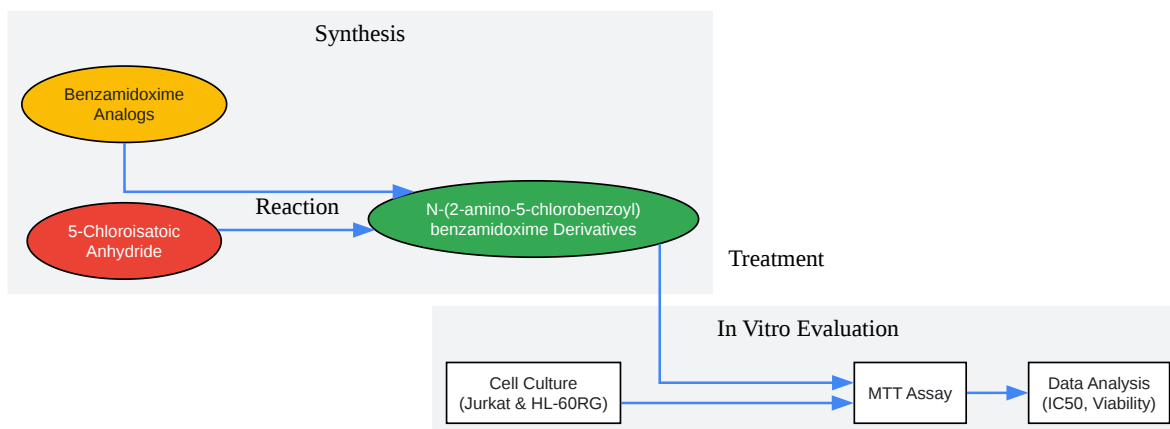 Synthesis
Benzamidoxime
Analogs
Reaction
5-Chloroisatoic
Anhydride
N-(2-amino-5-chlorobenzoyl)
benzamidoxime Derivatives
Treatment
In Vitro Evaluation
Cell Culture
(Jurkat & HL-60RG)
MTT Assay
Data Analysis
(IC50, Viability)